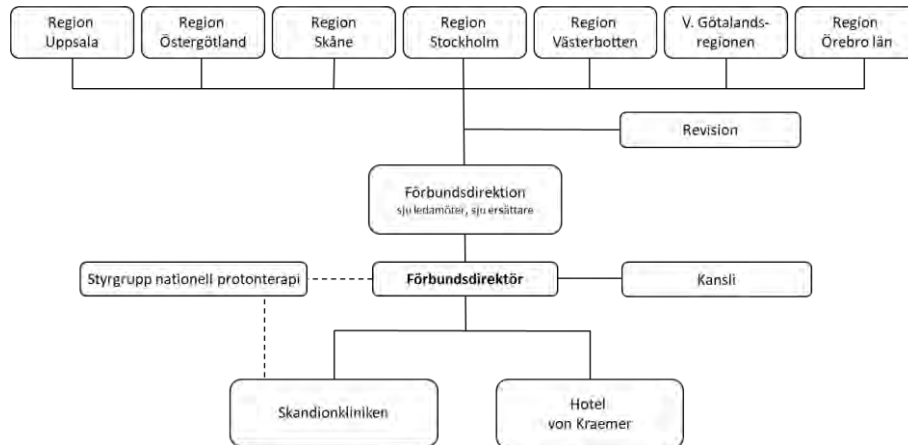 Region
Uppsala
Region
Östergötland
Region
Skåne
Region
Stockholm
Region
Västerbotten
V. Götalands-
regionen
Region
Örebro län
Revision
Förbundsdirektion
sju ledamöter, sju ersättare
Styrgrupp nationell protonterapi
Förbundsdirektör
Kansli
Skandionkliniken
Hotel
von Kraemer